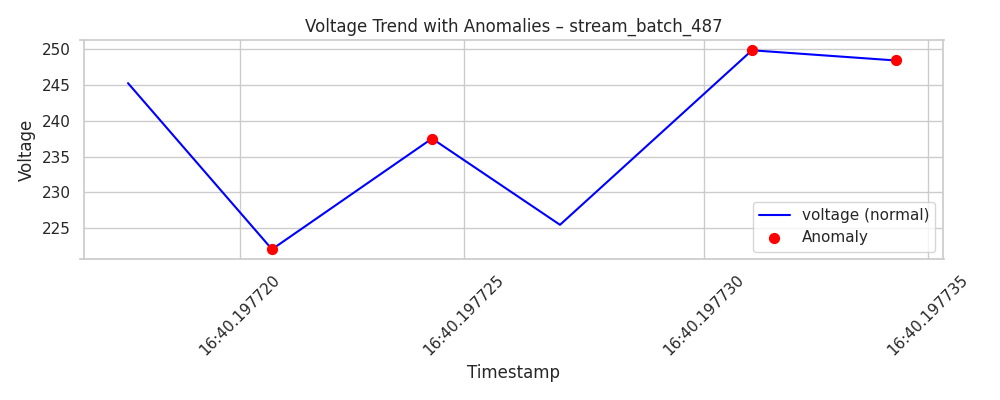 Voltage Trend with Anomalies – stream_batch_487
Voltage
250
245
240
235
230
225
voltage (normal)
Anomaly
16:40.197720
16:40.197725
16:40.197730
16:40.197735
Timestamp